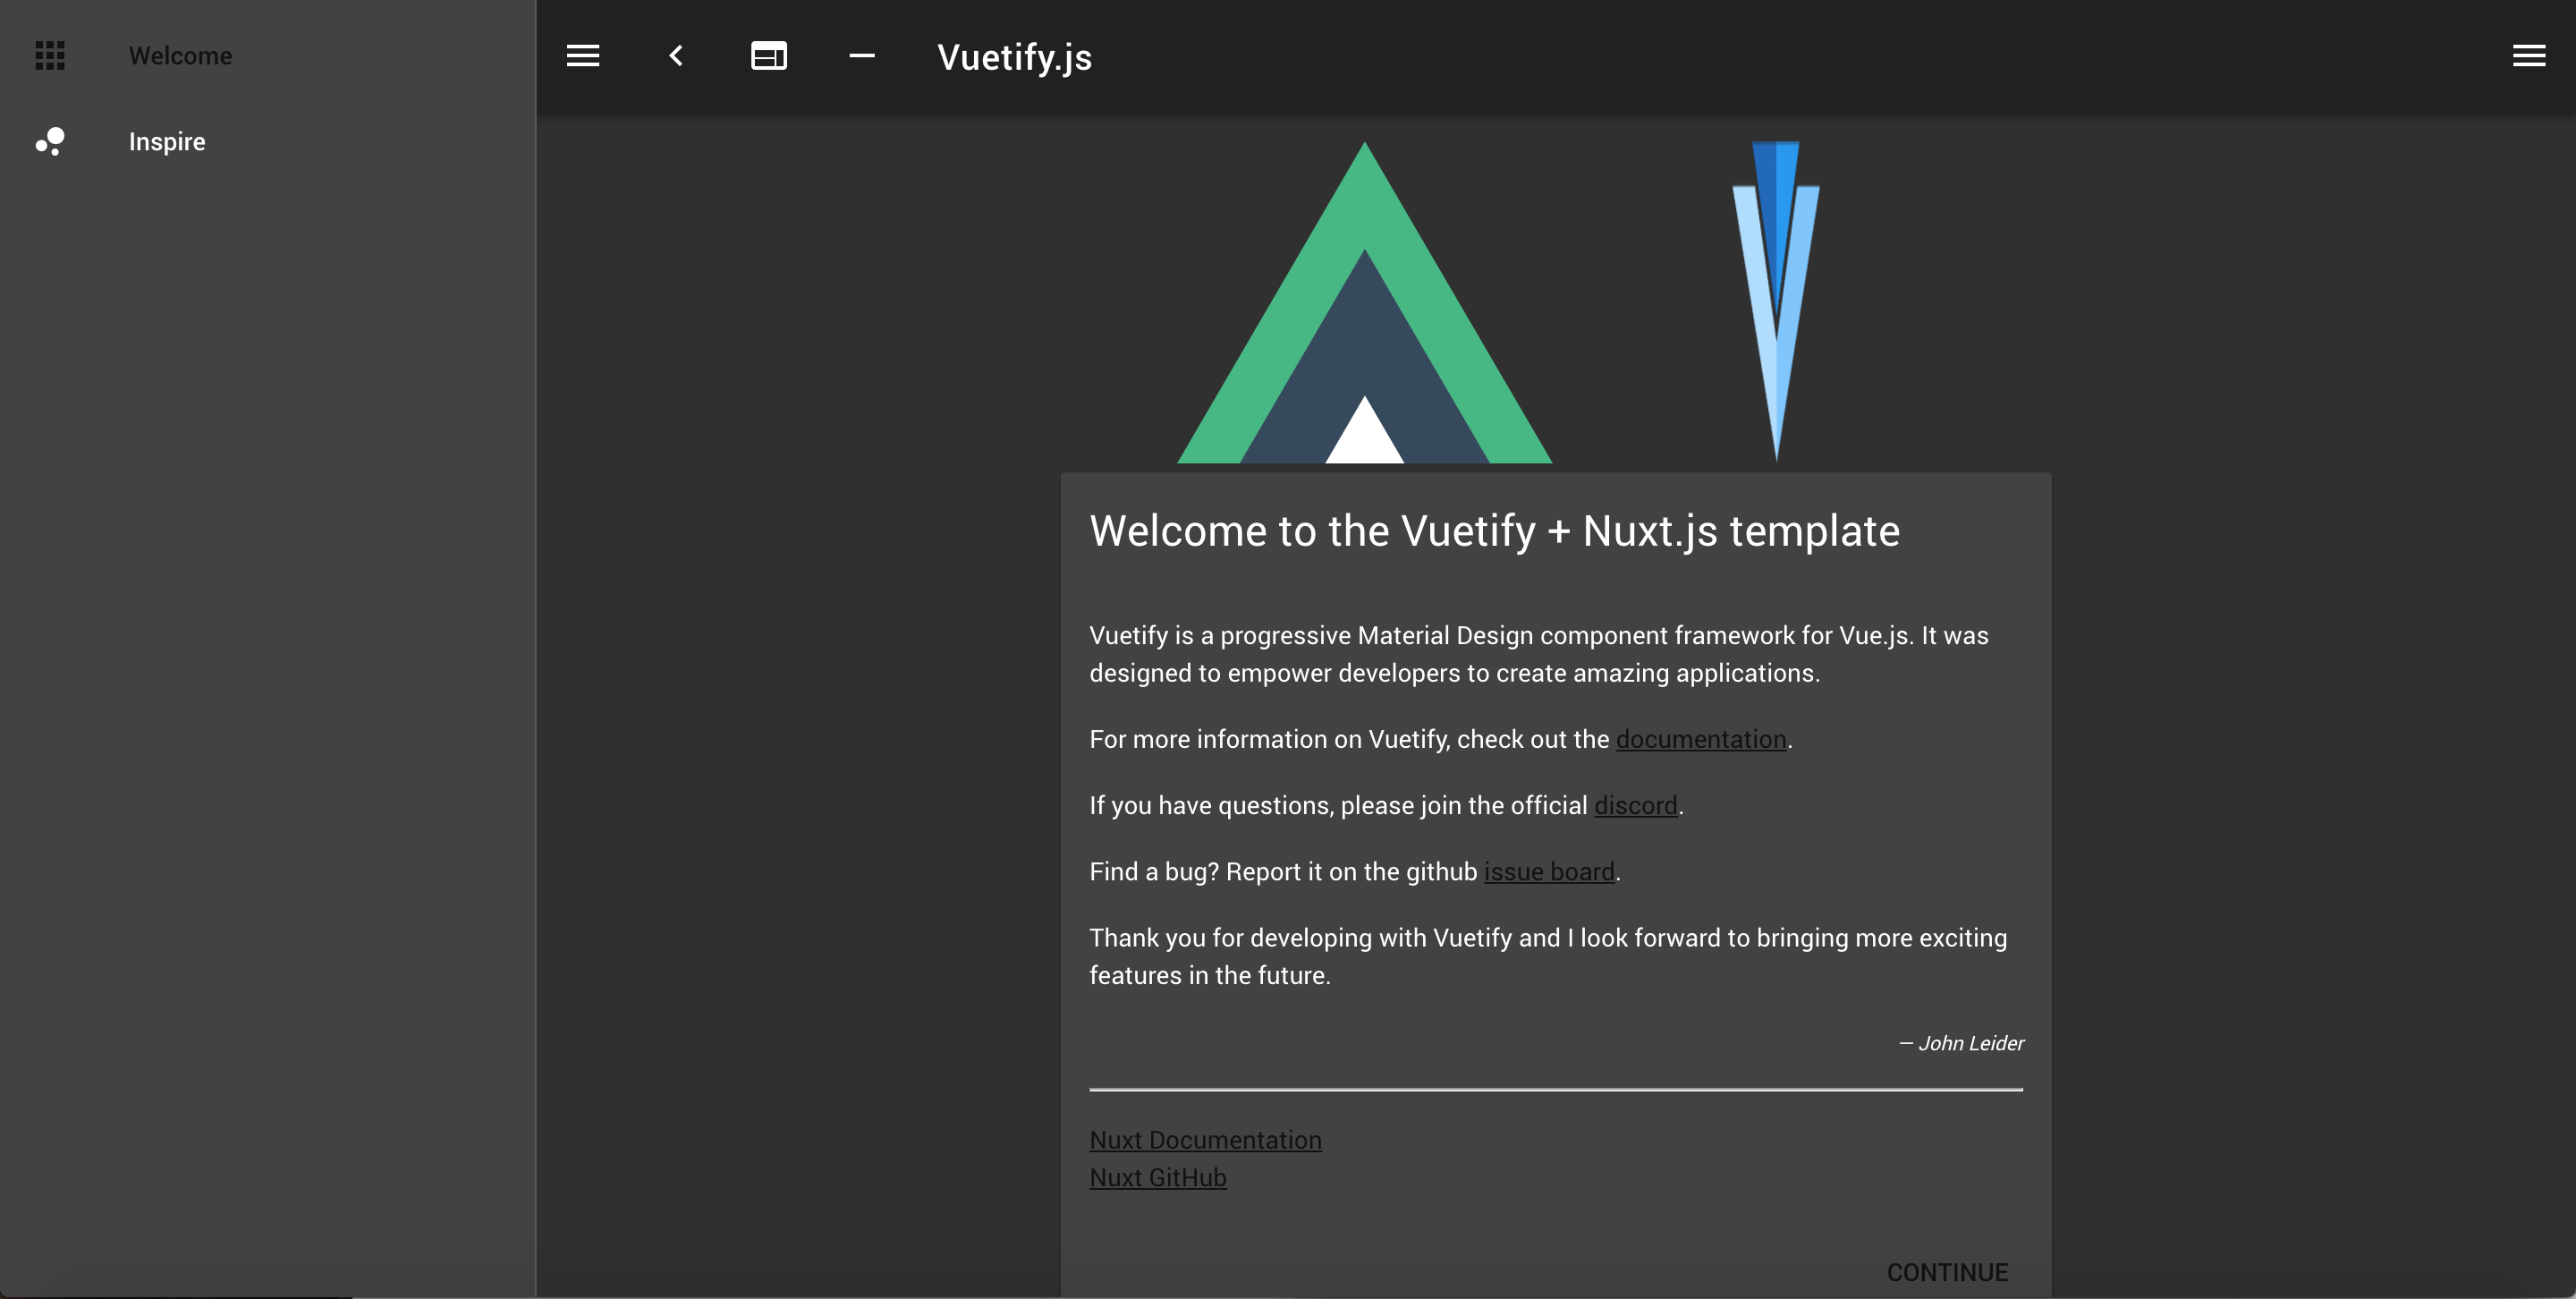 Welcome
Inspire
Vuetify.js
Welcome to the Vuetify + Nuxt.js template
Vuetify is a progressive Material Design component framework for Vue.js. It was
designed to empower developers to create amazing applications.
For more information on Vuetify, check out the documentation.
If you have questions, please join the official discord.
Find a bug? Report it on the github issue board.
Thank you for developing with Vuetify and I look forward to bringing more exciting
features in the future.
— John Leider
Nuxt Documentation
Nuxt GitHub
CONTINUE